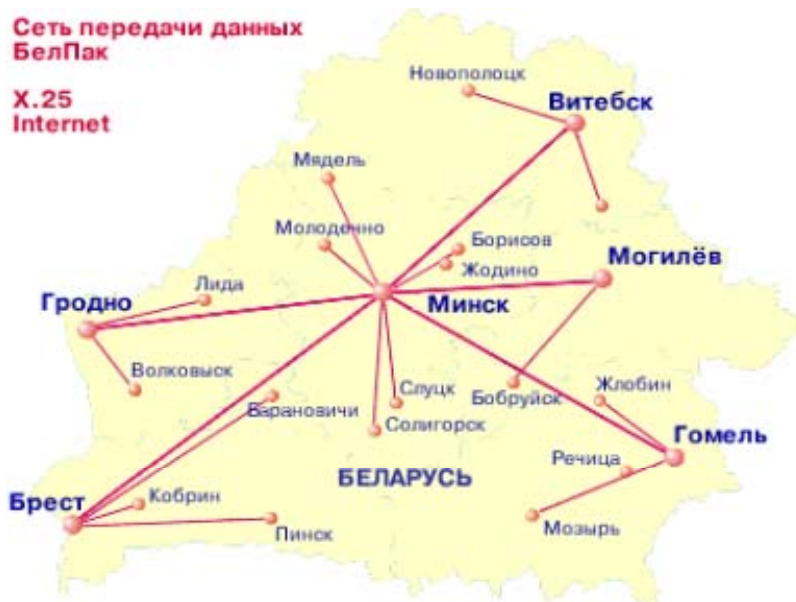 Сеть передачи данных
БелПак
X.25
Internet
Новополоцк
Витебск
Мядель
Молодечно
Борисов
Жодино
Могилёв
Лида
Гродно
Минск
Волковыск
Барановичи
Слуцк
Солигорск
Бобруйск
Жлобин
Гомель
Речица
БЕЛАРУСЬ
Брест
Кобрин
Пинск
Мозырь